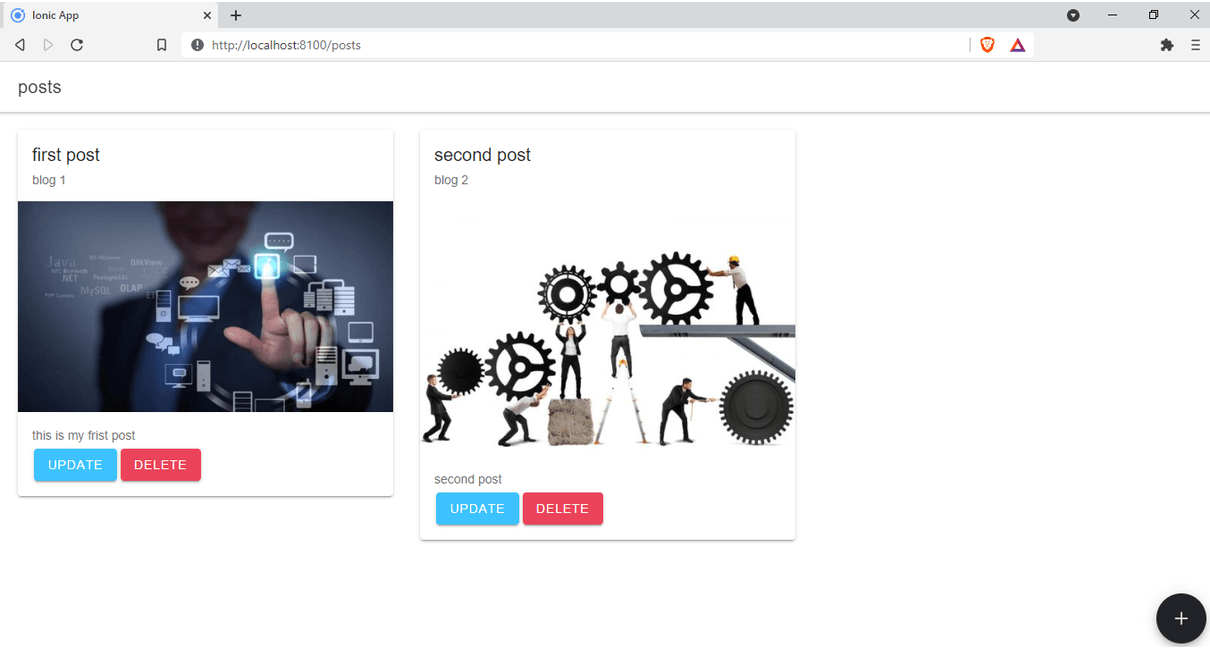 Ionic App
http://localhost:8100/posts
posts
first post
blog 1
Java
QlikView
.NET
PostgreSQL
MySQL OLAP
this is my frist post
UPDATE DELETE
second post
blog 2
second post
UPDATE DELETE